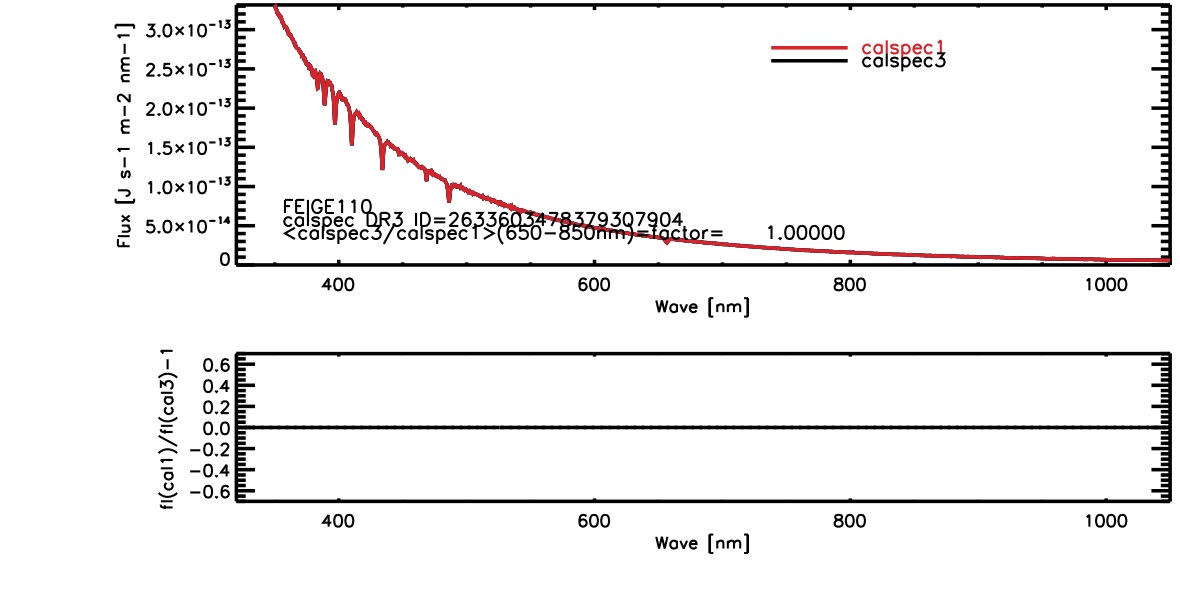 Flux [J s-1 m-2 nm-1]
3.0×10-13
2.5×10-13
2.0×10-13
1.5×10-13
1.0×10-13
5.0×10-14
0
calspec1
calspec3
FEIGE110
calspec DR3 ID=2633603478379307904
<calspec3/calspec1>(650-850nm)=factor= 1.00000
400 600 800 1000
Wave [nm]
fl(cal1)/fl(cal3)-1
0.6
0.4
0.2
0.0
-0.2
-0.4
-0.6
400 600 800 1000
Wave [nm]